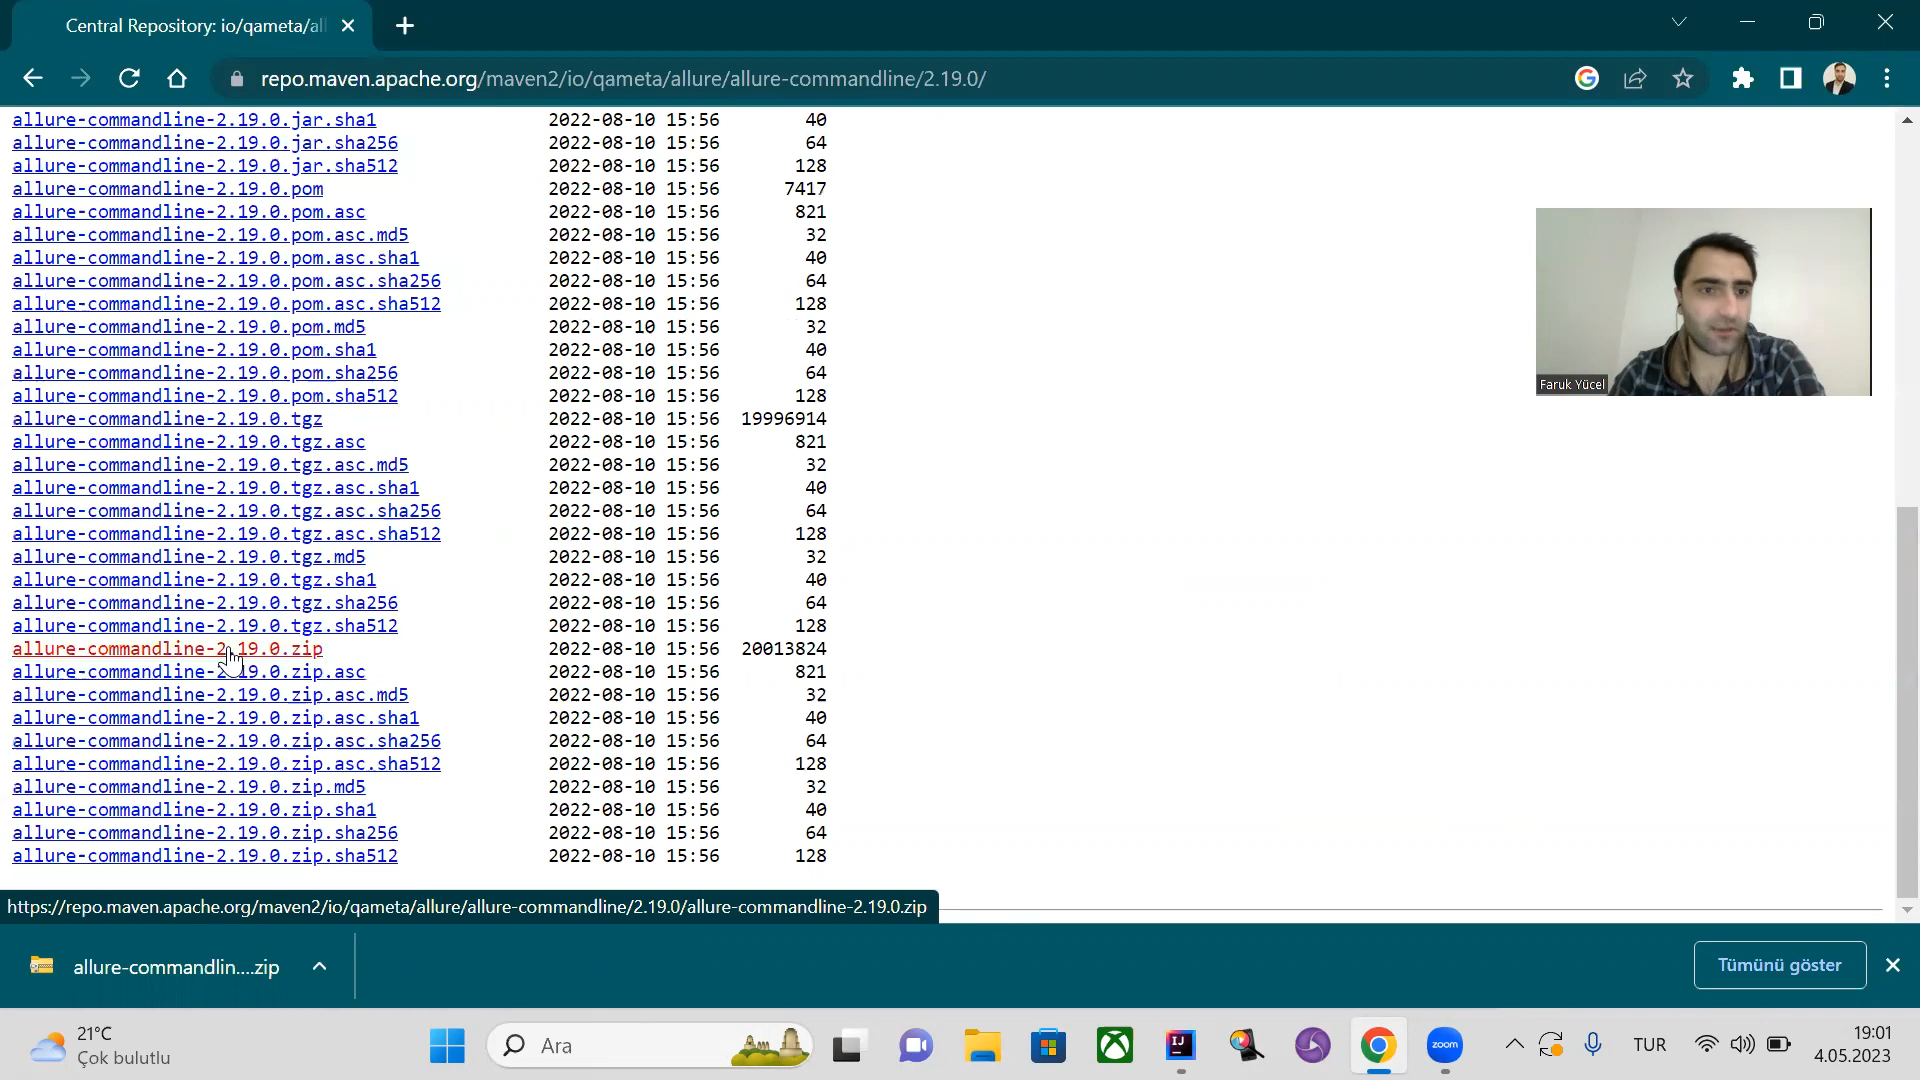 Central Repository: io/qameta/all
repo.maven.apache.org/maven2/io/qameta/allure/allure-commandline/2.19.0/
allure-commandline-2.19.0.jar.sha1 2022-08-10 15:56 40
allure-commandline-2.19.0.jar.sha256 2022-08-10 15:56 64
allure-commandline-2.19.0.jar.sha512 2022-08-10 15:56 128
allure-commandline-2.19.0.pom 2022-08-10 15:56 7417
allure-commandline-2.19.0.pom.asc 2022-08-10 15:56 821
allure-commandline-2.19.0.pom.asc.md5 2022-08-10 15:56 32
allure-commandline-2.19.0.pom.asc.sha1 2022-08-10 15:56 40
allure-commandline-2.19.0.pom.asc.sha256 2022-08-10 15:56 64
allure-commandline-2.19.0.pom.asc.sha512 2022-08-10 15:56 128
allure-commandline-2.19.0.pom.md5 2022-08-10 15:56 32
allure-commandline-2.19.0.pom.sha1 2022-08-10 15:56 40
allure-commandline-2.19.0.pom.sha256 2022-08-10 15:56 64
allure-commandline-2.19.0.pom.sha512 2022-08-10 15:56 128
allure-commandline-2.19.0.tgz 2022-08-10 15:56 19996914
allure-commandline-2.19.0.tgz.asc 2022-08-10 15:56 821
allure-commandline-2.19.0.tgz.asc.md5 2022-08-10 15:56 32
allure-commandline-2.19.0.tgz.asc.sha1 2022-08-10 15:56 40
allure-commandline-2.19.0.tgz.asc.sha256 2022-08-10 15:56 64
allure-commandline-2.19.0.tgz.asc.sha512 2022-08-10 15:56 128
allure-commandline-2.19.0.tgz.md5 2022-08-10 15:56 32
allure-commandline-2.19.0.tgz.sha1 2022-08-10 15:56 40
allure-commandline-2.19.0.tgz.sha256 2022-08-10 15:56 64
allure-commandline-2.19.0.tgz.sha512 2022-08-10 15:56 128
allure-commandline-2.19.0.zip 2022-08-10 15:56 20013824
allure-commandline-2.19.0.zip.asc 2022-08-10 15:56 821
allure-commandline-2.19.0.zip.asc.md5 2022-08-10 15:56 32
allure-commandline-2.19.0.zip.asc.sha1 2022-08-10 15:56 40
allure-commandline-2.19.0.zip.asc.sha256 2022-08-10 15:56 64
allure-commandline-2.19.0.zip.asc.sha512 2022-08-10 15:56 128
allure-commandline-2.19.0.zip.md5 2022-08-10 15:56 32
allure-commandline-2.19.0.zip.sha1 2022-08-10 15:56 40
allure-commandline-2.19.0.zip.sha256 2022-08-10 15:56 64
allure-commandline-2.19.0.zip.sha512 2022-08-10 15:56 128
Faruk Yücel
https://repo.maven.apache.org/maven2/io/qameta/allure/allure-commandline/2.19.0/allure-commandline-2.19.0.zip
allure-commandlin....zip
Tümünü göster
21°C
Çok bulutlu
Ara
IJ
zoom
TUR
19:01
4.05.2023